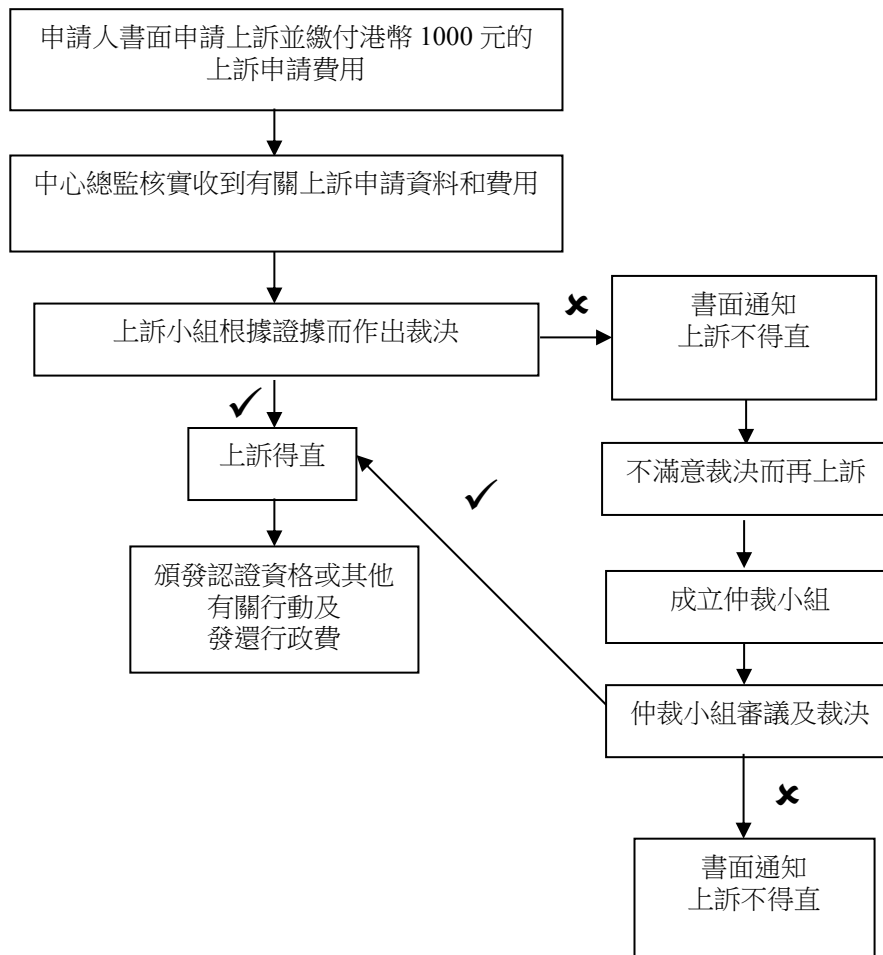 申請人書面申請上訴並繳付港幣 1000 元的
上訴申請費用
中心總監核實收到有關上訴申請資料和費用
上訴小組根據證據而作出裁決
書面通知
上訴不得直
上訴得直
不滿意裁決而再上訴
頒發認證資格或其他
有關行動及
發還行政費
成立仲裁小組
仲裁小組審議及裁決
書面通知
上訴不得直